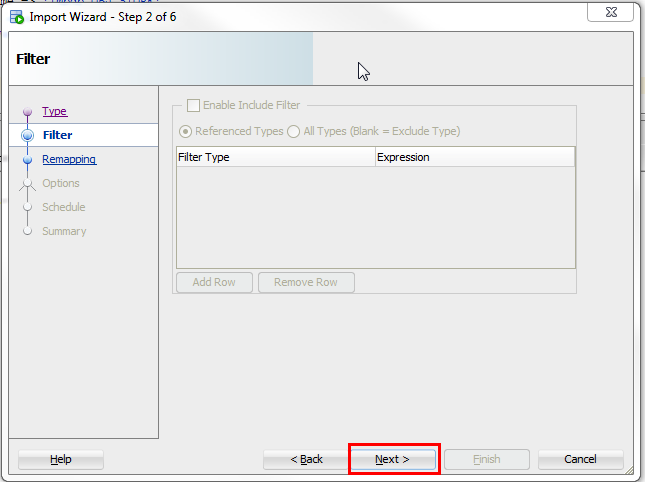 Import Wizard - Step 2 of 6
Filter
Type
Filter
Remapping
Options
Schedule
Summary
Enable Include Filter
Referenced Types All Types (Blank = Exclude Type)
Filter Type Expression
Add Row Remove Row
Help < Back Next > Finish Cancel